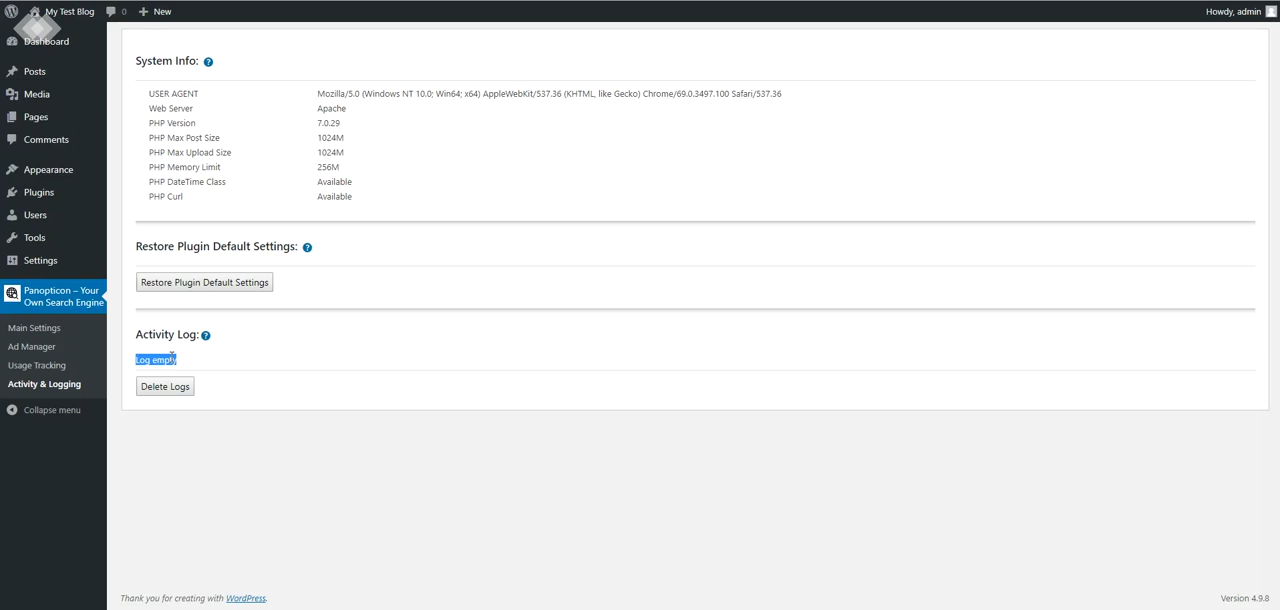 My Test Blog 0 New Howdy, admin
Dashboard
Posts
Media
Pages
Comments
Appearance
Plugins
Users
Tools
Settings
Panopticon – Your
Own Search Engine
Main Settings
Ad Manager
Usage Tracking
Activity & Logging
Collapse menu
System Info: ?
USER AGENT Mozilla/5.0 (Windows NT 10.0; Win64; x64) AppleWebKit/537.36 (KHTML, like Gecko) Chrome/69.0.3497.100 Safari/537.36
Web Server Apache
PHP Version 7.0.29
PHP Max Post Size 1024M
PHP Max Upload Size 1024M
PHP Memory Limit 256M
PHP DateTime Class Available
PHP Curl Available
Restore Plugin Default Settings: ?
Restore Plugin Default Settings
Activity Log: ?
Log empty
Delete Logs
Thank you for creating with WordPress.
Version 4.9.8